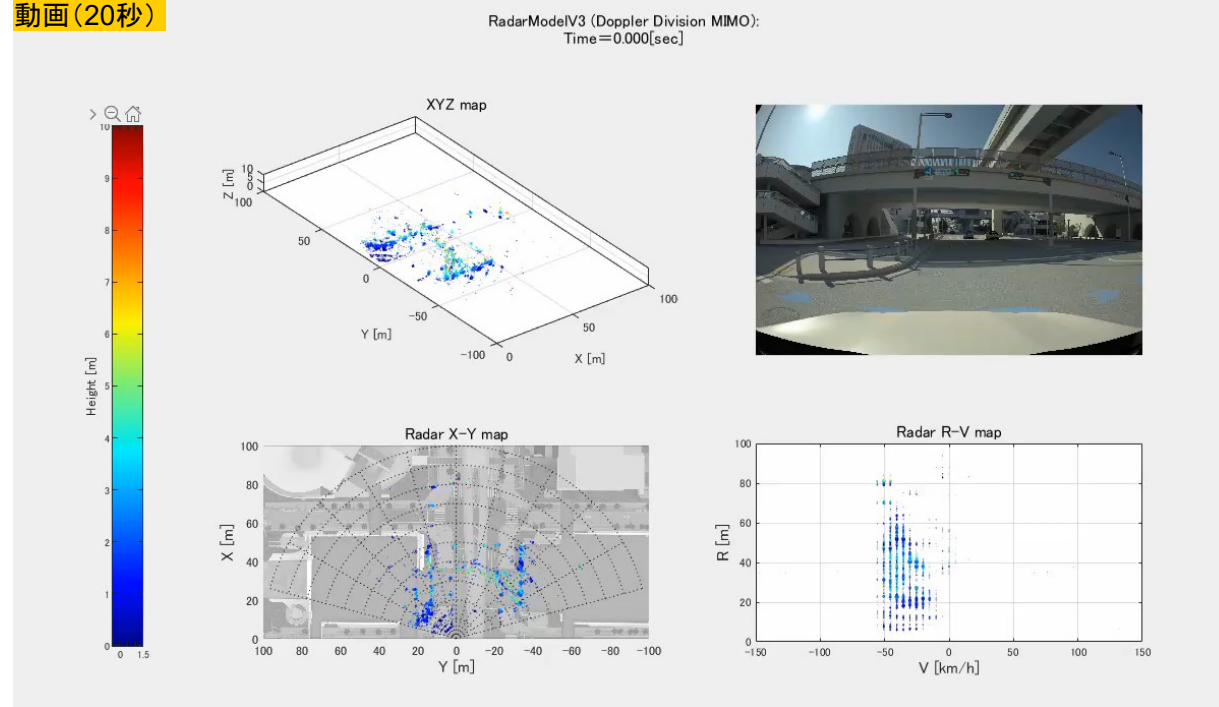 動画(20秒)
RadarModelV3 (Doppler Division MIMO):
Time=0.000[sec]
XYZ map
Z [m]
10
5
0
100
50
0
-50
-100
Y [m]
0
50
100
X [m]
10
9
8
7
6
5
4
3
2
1
0
Height [m]
0 1.5
Radar X-Y map
X [m]
100
80
60
40
20
0
100 80 60 40 20 0 -20 -40 -60 -80 -100
Y [m]
Radar R-V map
R [m]
100
80
60
40
20
0
-150 -100 -50 0 50 100 150
V [km/h]